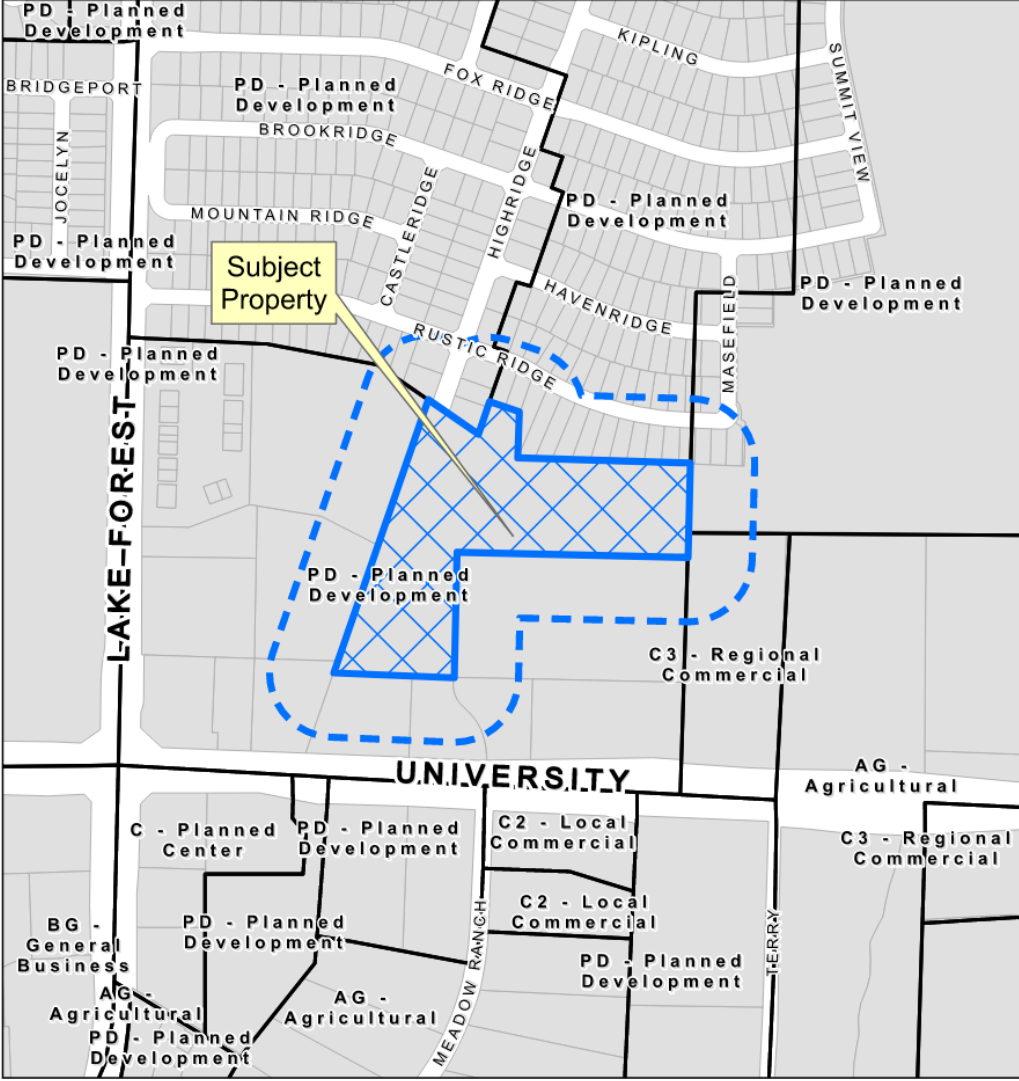 PD - Planned
Development
KIPLING
SUMMIT VIEW
FOX RIDGE
BRIDGEPORT
PD - Planned
Development
BROOKRIDGE
JOCELYN
HIGHRIDGE
CASTLERIDGE
MOUNTAIN RIDGE
PD - Planned
Development
PD - Planned
Development
Subject
Property
HAVENRIDGE
MASEFIELD
PD - Planned
Development
RUSTIC RIDGE
PD - Planned
Development
LAKE FOREST
PD - Planned
Development
C3 - Regional
Commercial
UNIVERSITY
AG -
Agricultural
C - Planned
Center
PD - Planned
Development
C2 - Local
Commercial
C3 - Regional
Commercial
BG -
General
Business
PD - Planned
Development
C2 - Local
Commercial
MEADOW RANCH
TERRY
PD - Planned
Development
AG -
Agricultural
AG -
Agricultural
PD - Planned
Development